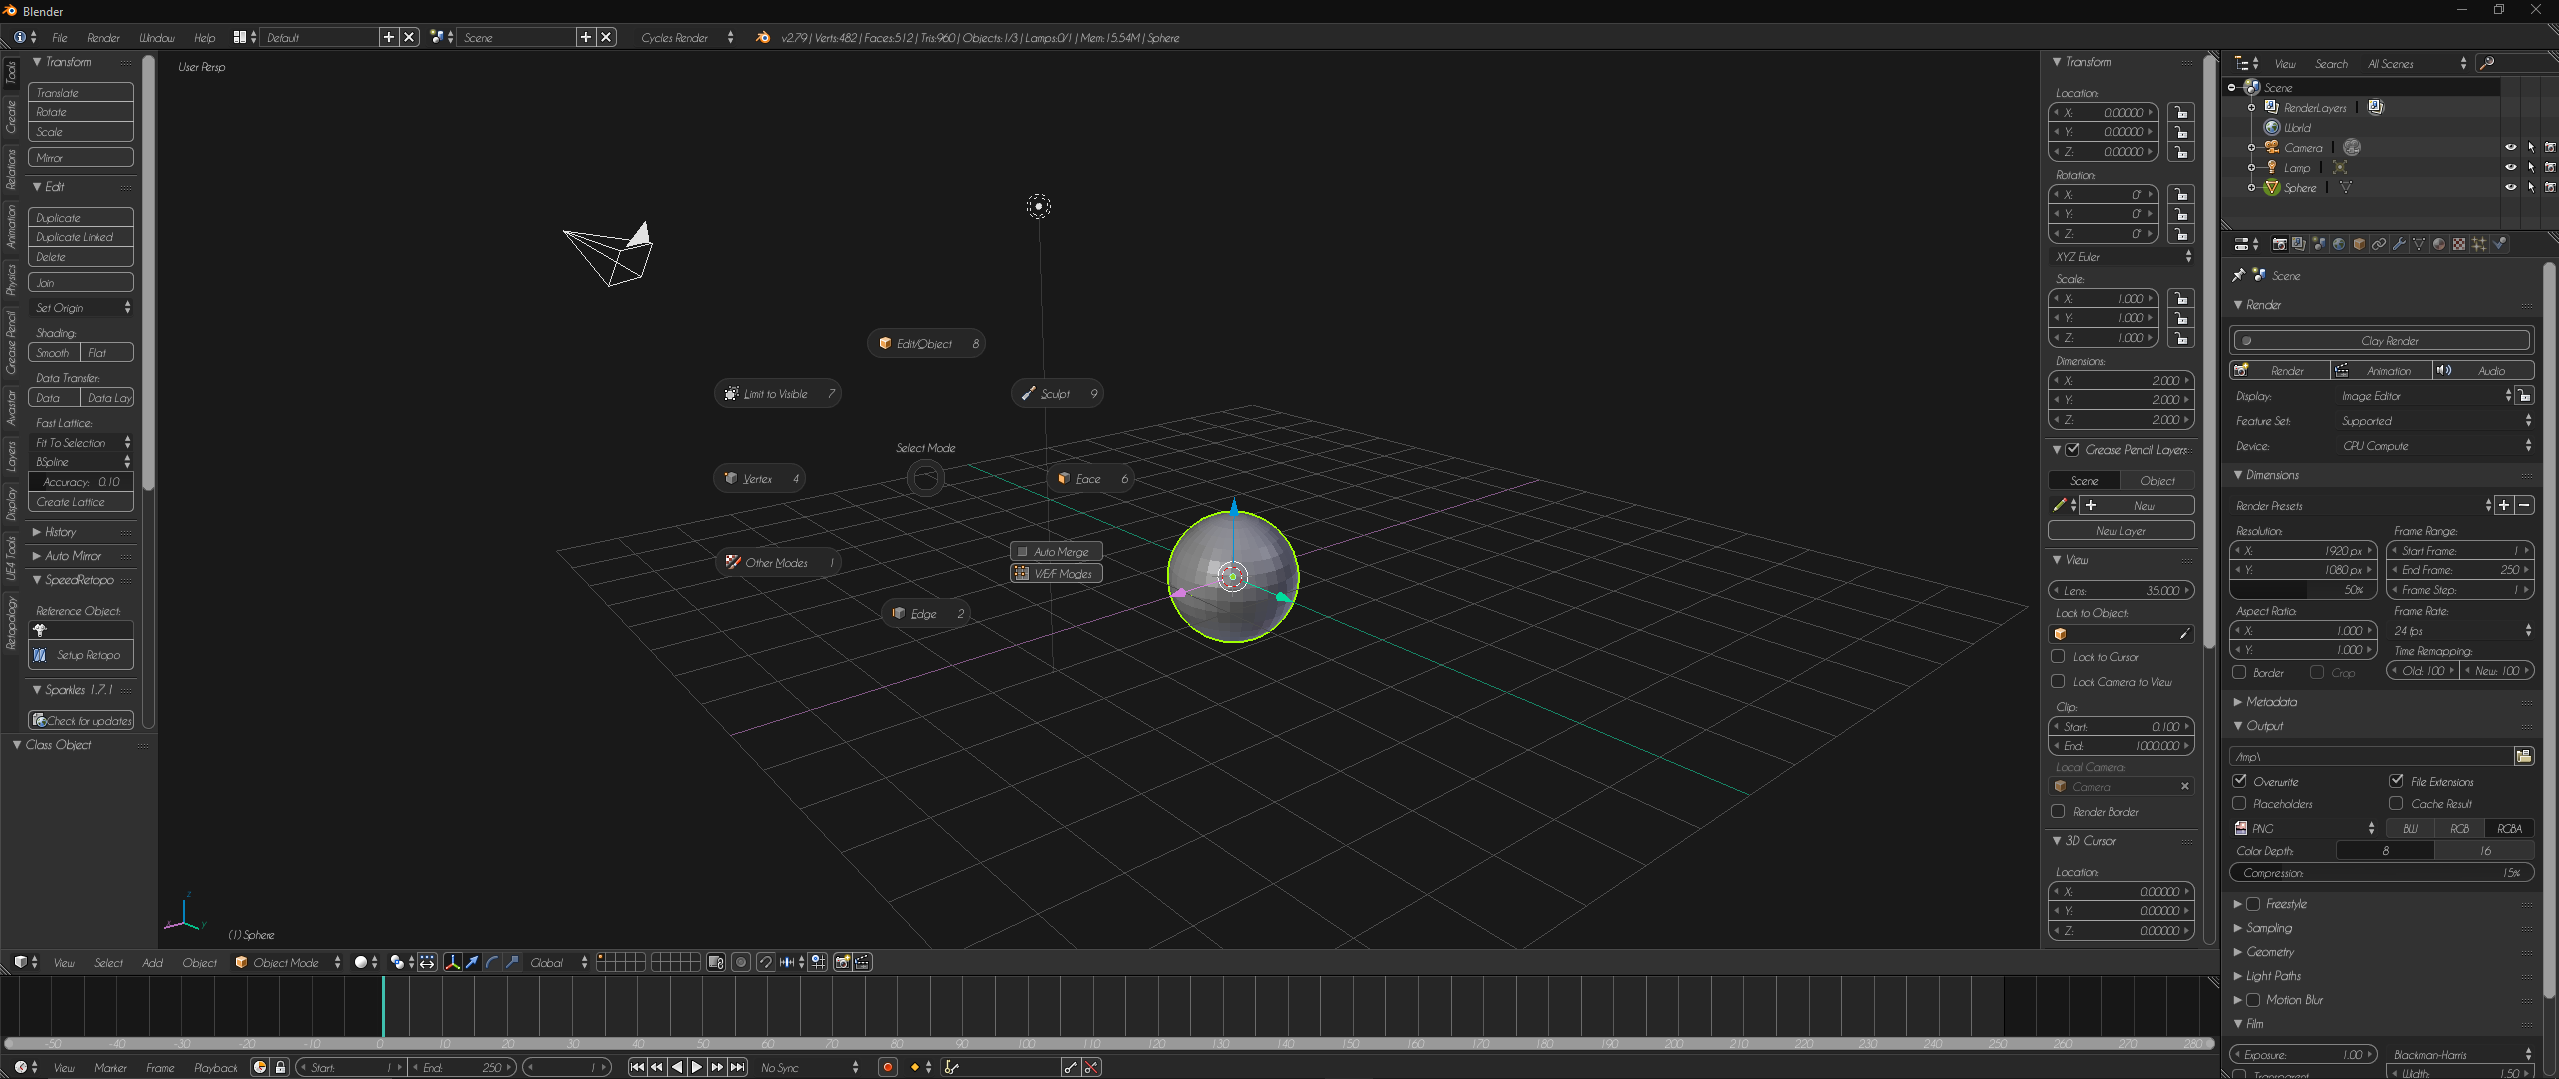 Blender
File Render Window Help Default Scene Cycles Render v2.79 | Verts:482 | Faces:512 | Tris:960 | Objects:1/3 | Lamps:0/1 | Mem:15.54M | Sphere
Tools
Create
Relations
Animation
Physics
Grease Pencil
Avastar
Layers
Display
UE4 Tools
Retopology
Transform
Translate
Rotate
Scale
Mirror
Edit
Duplicate
Duplicate Linked
Delete
Join
Set Origin
Shading:
Smooth Flat
Data Transfer:
Data Data Lay
Fast Lattice:
Fit To Selection
BSpline
Accuracy: 0.10
Create Lattice
History
Auto Mirror
SpeedRetopo
Reference Object:
Setup Retopo
Sparkles 1.7.1
Check for updates
Class Object
User Persp
Edit/Object 8
Limit to Visible 7
Sculpt 9
Select Mode
Vertex 4
Face 6
Other Modes 1
Auto Merge
V/E/F Modes
Edge 2
z
x
y
(1) Sphere
View Select Add Object Object Mode Global
Transform
Location:
X: 0.00000
Y: 0.00000
Z: 0.00000
Rotation:
X: 0°
Y: 0°
Z: 0°
XYZ Euler
Scale:
X: 1.000
Y: 1.000
Z: 1.000
Dimensions:
X: 2.000
Y: 2.000
Z: 2.000
Grease Pencil Layers
Scene Object
New
New Layer
View
Lens: 35.000
Lock to Object:
Lock to Cursor
Lock Camera to View
Clip:
Start: 0.100
End: 1000.000
Local Camera:
Camera
Render Border
3D Cursor
Location:
X: 0.00000
Y: 0.00000
Z: 0.00000
View Search All Scenes
Scene
RenderLayers
World
Camera
Lamp
Sphere
Scene
Render
Clay Render
Render Animation Audio
Display: Image Editor
Feature Set: Supported
Device: GPU Compute
Dimensions
Render Presets
Resolution: Frame Range:
X: 1920 px Start Frame: 1
Y: 1080 px End Frame: 250
50% Frame Step: 1
Aspect Ratio: Frame Rate:
X: 1.000 24 fps
Y: 1.000 Time Remapping:
Border Crop Old: 100 New: 100
Metadata
Output
/tmp\
Overwrite File Extensions
Placeholders Cache Result
PNG BW RGB RGBA
Color Depth: 8 16
Compression: 15%
Freestyle
Sampling
Geometry
Light Paths
Motion Blur
Film
Exposure: 1.00 Blackman-Harris
Transparent Width: 1.50
-50 -40 -30 -20 -10 0 10 20 30 40 50 60 70 80 90 100 110 120 130 140 150 160 170 180 190 200 210 220 230 240 250 260 270 280
View Marker Frame Playback Start: 1 End: 250 1 No Sync